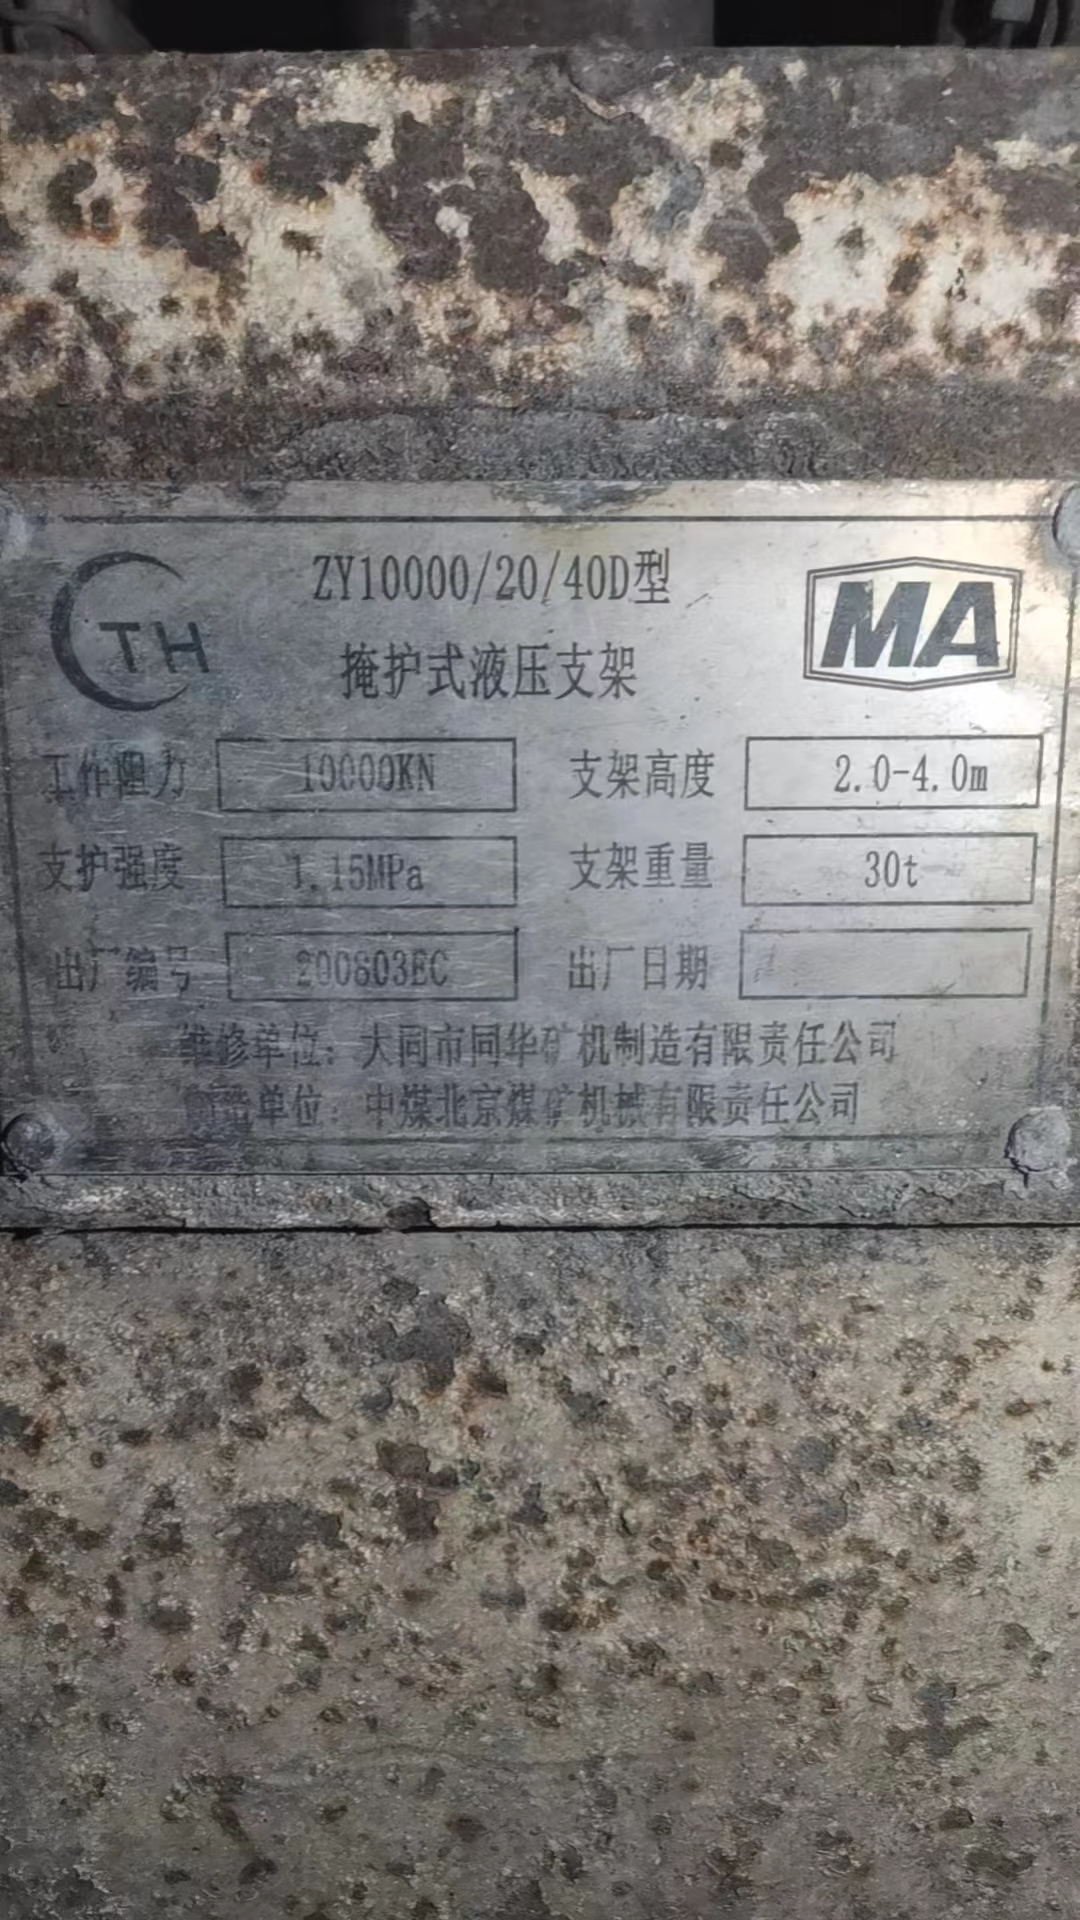 TH
ZY10000/20/40D型
MA
掩护式液压支架
工作阻力 10000KN 支架高度 2.0-4.0m
支护强度 1.15MPa 支架重量 30t
出厂编号 200803EC 出厂日期
维修单位：大同市同华矿机制造有限责任公司
制造单位：中煤北京煤矿机械有限责任公司